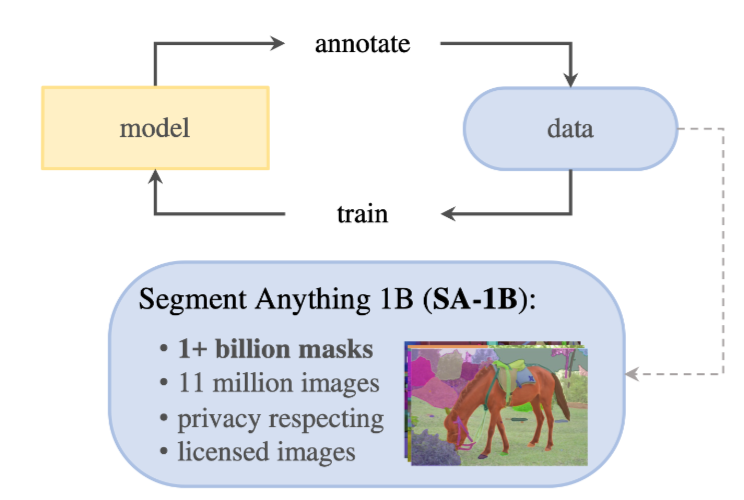 annotate
model
data
train
Segment Anything 1B (SA-1B):
• 1+ billion masks
• 11 million images
• privacy respecting
• licensed images